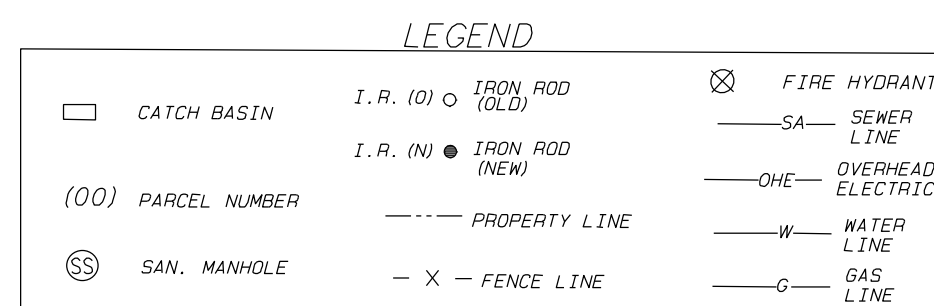 LEGEND
CATCH BASIN
(00) PARCEL NUMBER
SS SAN. MANHOLE
I.R. (O) IRON ROD
(OLD)
I.R. (N) IRON ROD
(NEW)
PROPERTY LINE
X FENCE LINE
FIRE HYDRANT
SA SEWER
LINE
OHE OVERHEAD
ELECTRIC
W WATER
LINE
G GAS
LINE